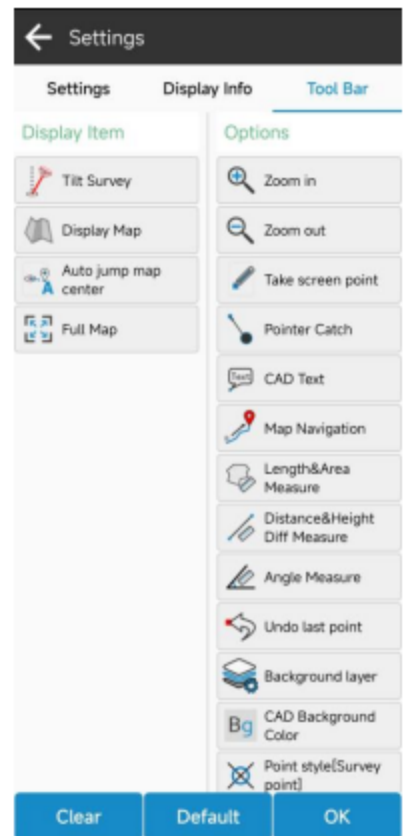 Settings
Settings
Display Info
Tool Bar
Display Item
Options
Tilt Survey
Display Map
Auto jump map
center
A
Full Map
Zoom in
Zoom out
Take screen point
Pointer Catch
Text
CAD Text
Map Navigation
Length&Area
Measure
Distance&Height
Diff Measure
Angle Measure
Undo last point
Background layer
Bg
CAD Background
Color
Point style[Survey
point]
Clear
Default
OK